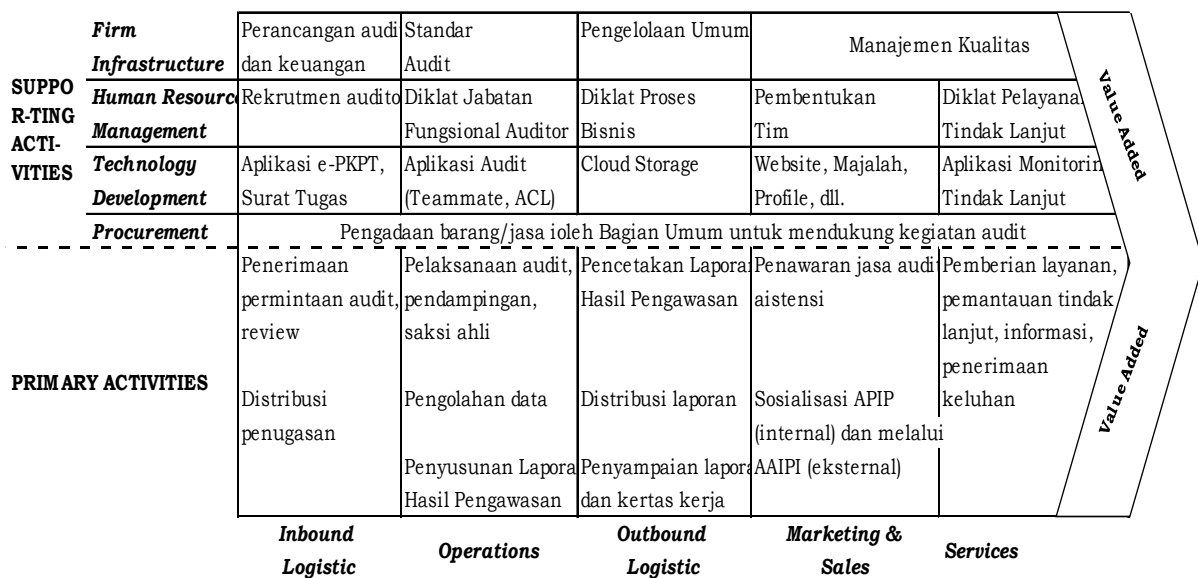 SUPPO
R-TING
ACTI-
VITIES
Firm
Infrastructure
Perancangan audi
dan keuangan
Standar
Audit
Pengelolaan Umum
Manajemen Kualitas
Human Resourc
Management
Rekrutmen audito
Diklat Jabatan
Fungsional Auditor
Diklat Proses
Bisnis
Pembentukan
Tim
Diklat Pelayana
Tindak Lanjut
Technology
Development
Aplikasi e-PKPT,
Surat Tugas
Aplikasi Audit
(Teammate, ACL)
Cloud Storage
Website, Majalah,
Profile, dll.
Aplikasi Monitorin
Tindak Lanjut
Procurement
Pengadaan barang/jasa ioleh Bagian Umum untuk mendukung kegiatan audit
Value Added
PRIMARY ACTIVITIES
Penerimaan
permintaan audit,
review
Distribusi
penugasan
Pelaksanaan audit,
pendampingan,
saksi ahli
Pengolahan data
Penyusunan Lapora
Hasil Pengawasan
Pencetakan Lapora
Hasil Pengawasan
Distribusi laporan
Penyampaian lapora
dan kertas kerja
Penawaran jasa audi
aistensi
Sosialisasi APIP
(internal) dan melalui
AAIPI (eksternal)
Pemberian layanan,
pemantauan tindak
lanjut, informasi,
penerimaan
keluhan
Value Added
Inbound
Logistic
Operations
Outbound
Logistic
Marketing &
Sales
Services